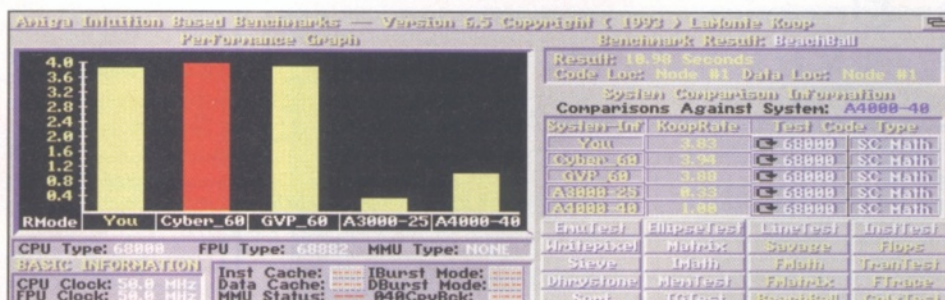 Amiga Intuition Based Benchmarks — Version 6.5 Copyright ( 1993 ) LaMonte Koop
Performance Graph
4.0
3.6
3.2
2.8
2.4
2.0
1.6
1.2
0.8
0.4
RMode You Cyber_60 GVP_60 A3000-25 A4000-40
CPU Type: 68000 FPU Type: 68882 MMU Type: NONE
BASIC INFORMATION
CPU Clock: 50.0 MHz
FPU Clock: 50.0 MHz
Inst Cache:
Data Cache:
MMU Status:
IBurst Mode:
DBurst Mode:
040CpyBck:
Benchmark Result: BeachBall
Result: 10.98 Seconds
Code Loc: Node #1 Data Loc: Node #1
System Comparison Information
Comparisons Against System: A4000-40
System-Inf KoopRate Test Code Type
You 3.83 68000 SC Math
Cyber_60 3.94 68000 SC Math
GVP_60 3.88 68000 SC Math
A3000-25 0.33 68000 SC Math
A4000-40 1.00 68000 SC Math
EmuTest EllipseTest LineTest InstTest
Writepixel Matrix Savage Flops
Sieve IMath FMath TranTest
Dhrystone MemTest FMatrix FTrace
Sort TGTest BeachBall